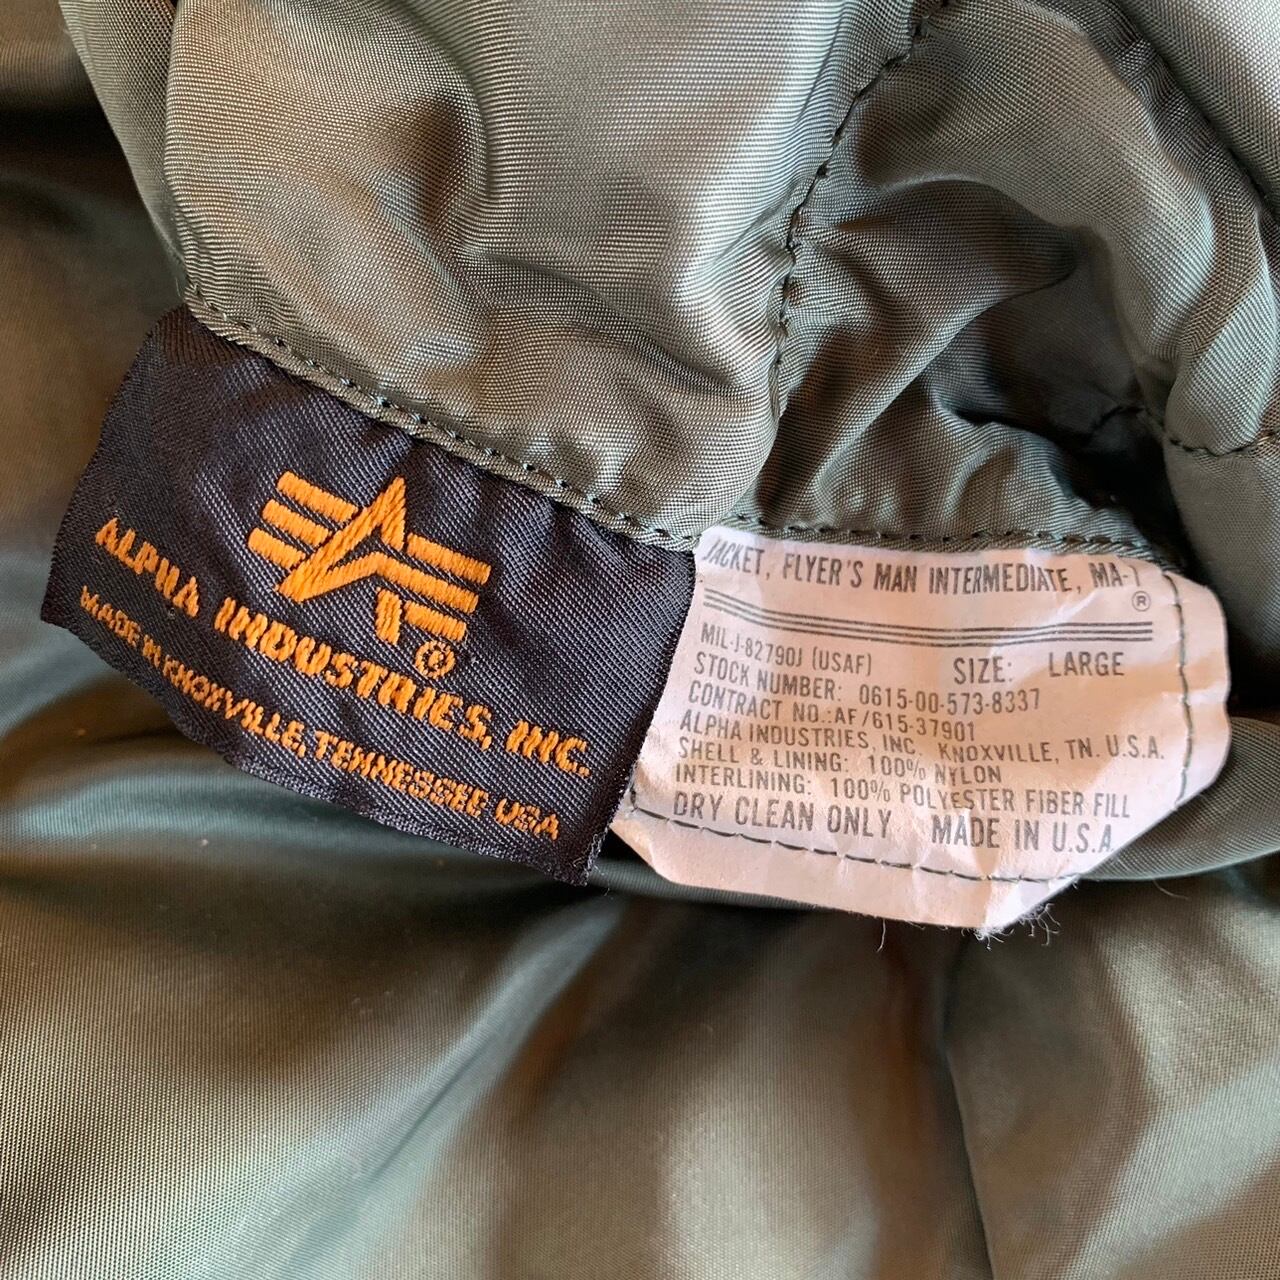 ALPHA INDUSTRIES, INC.
MADE IN KNOXVILLE, TENNESSEE USA
JACKET, FLYER'S MAN INTERMEDIATE, MA-1
®
MIL-J-8279OJ (USAF) SIZE: LARGE
STOCK NUMBER: 0615-00-573-8337
CONTRACT NO.:AF/615-37901
ALPHA INDUSTRIES, INC. KNOXVILLE, TN. U.S.A.
SHELL & LINING: 100% NYLON
INTERLINING: 100% POLYESTER FIBER FILL
DRY CLEAN ONLY MADE IN U.S.A.